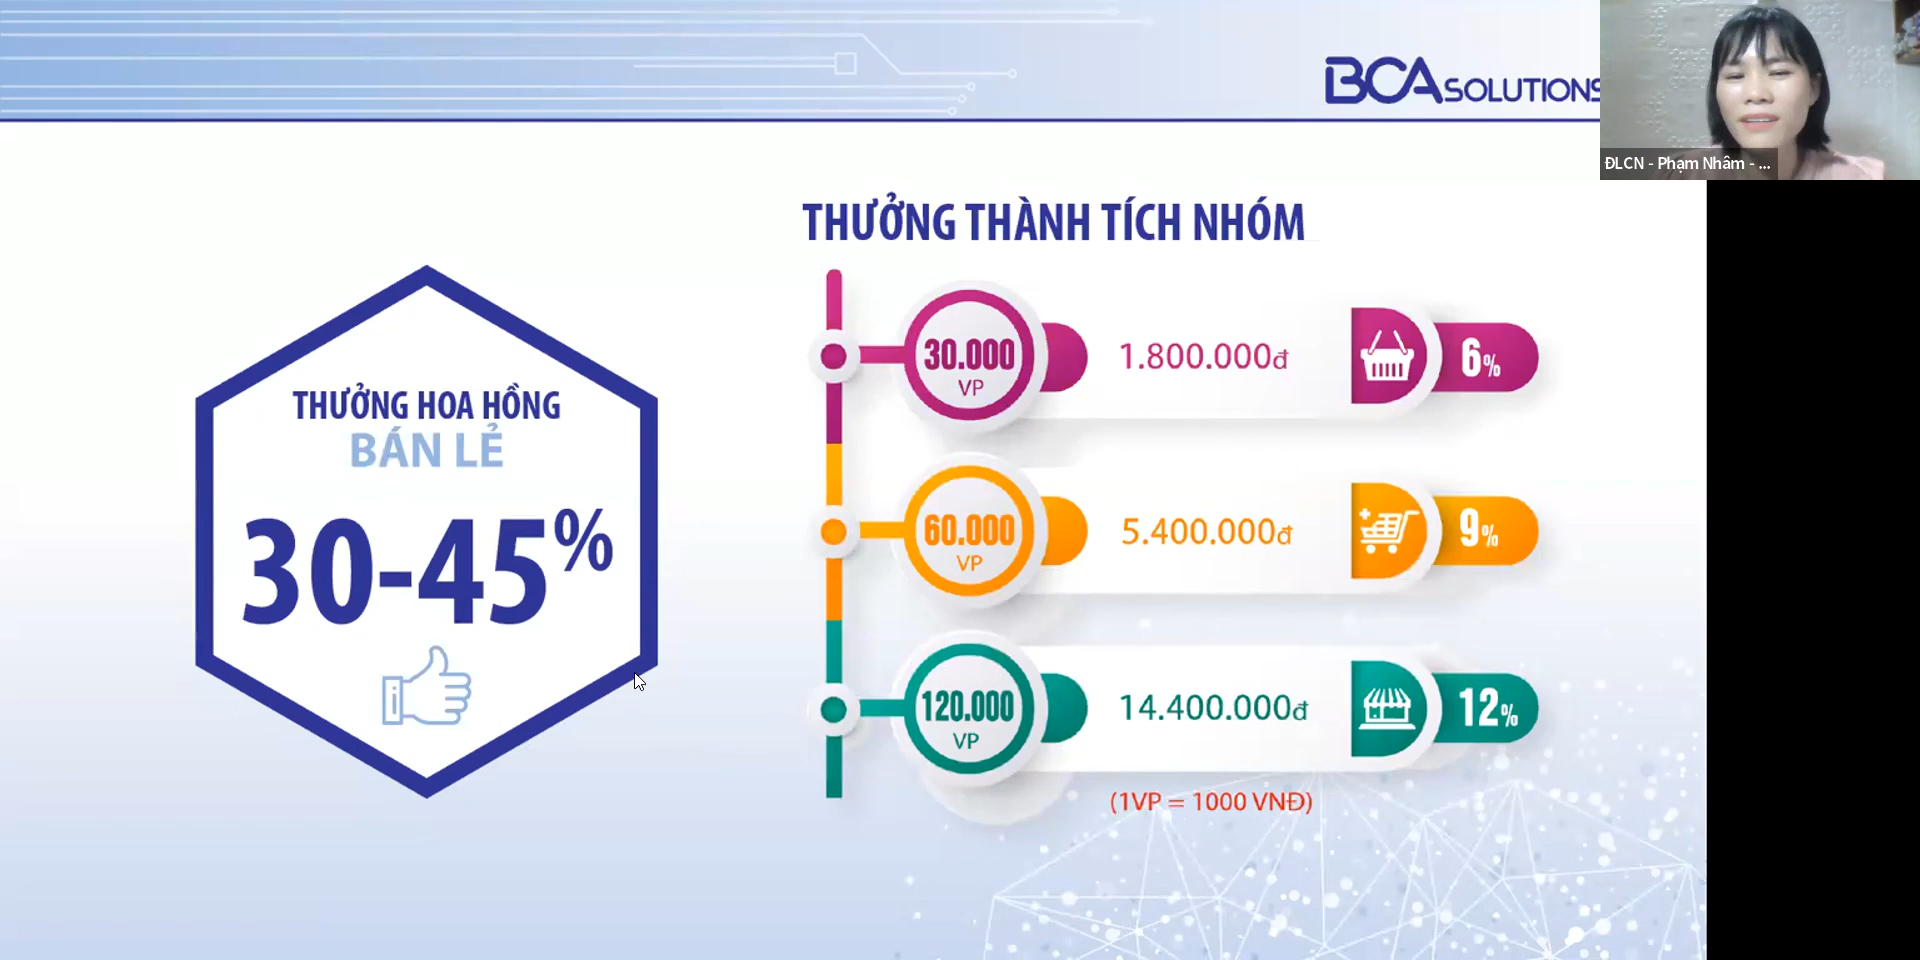 BCA SOLUTIONS
ĐLCN - Phạm Nhâm - ...
THƯỞNG HOA HỒNG
BÁN LẺ
30-45%
THƯỞNG THÀNH TÍCH NHÓM
30.000
VP
1.800.000đ
6%
60.000
VP
5.400.000đ
9%
120.000
VP
14.400.000đ
12%
(1VP = 1000 VNĐ)